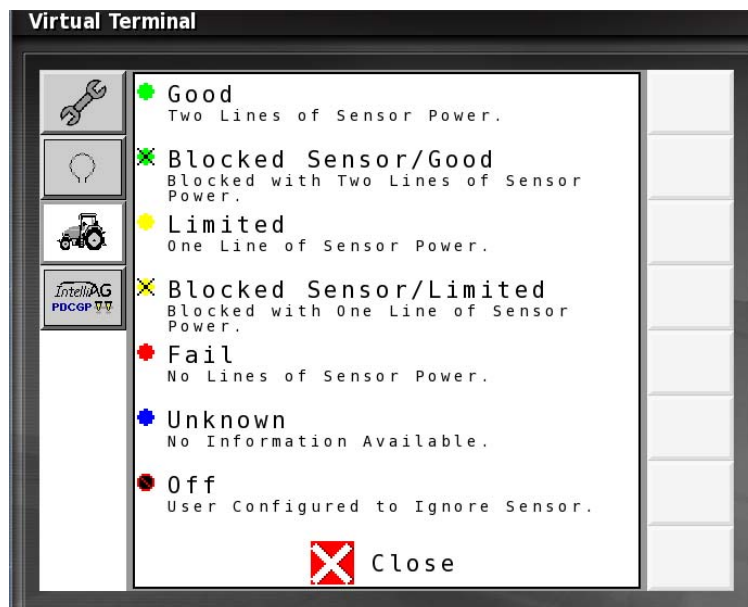 Virtual Terminal
Good
Two Lines of Sensor Power.
Blocked Sensor/Good
Blocked with Two Lines of Sensor
Power.
Limited
One Line of Sensor Power.
IntelliAG
PDCGP
Blocked Sensor/Limited
Blocked with One Line of Sensor
Power.
Fail
No Lines of Sensor Power.
Unknown
No Information Available.
Off
User Configured to Ignore Sensor.
Close